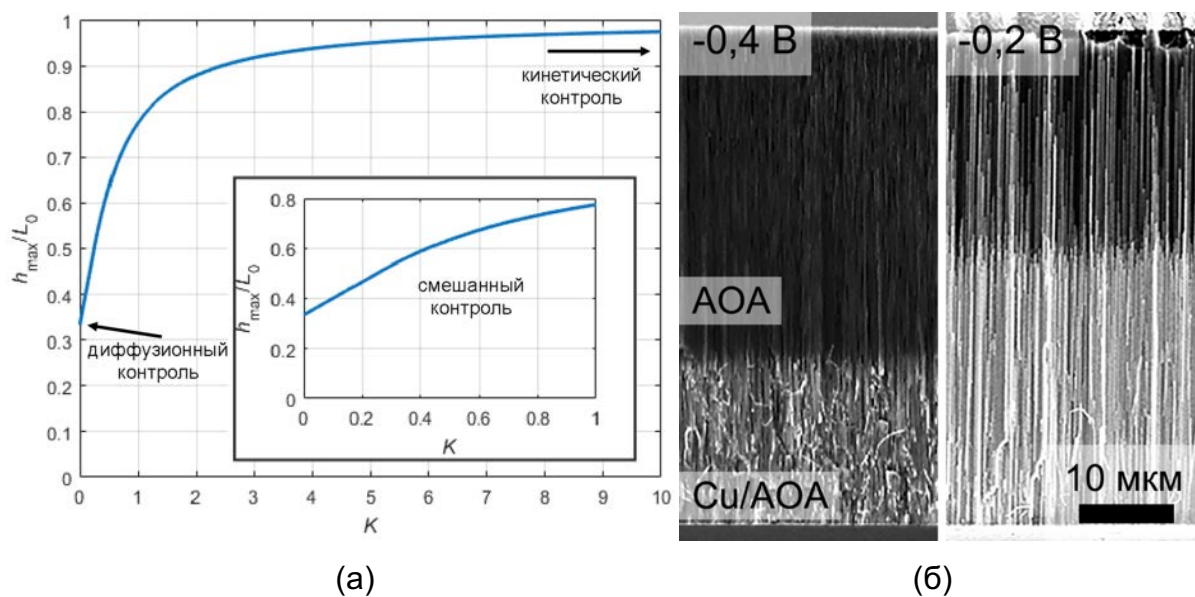 1
0.9
0.8
0.7
0.6
0.5
0.4
0.3
0.2
0.1
0
h_max/L_0
0 1 2 3 4 5 6 7 8 9 10
K
кинетический
контроль
диффузионный
контроль
0.8
0.6
0.4
0.2
0
h_max/L_0
смешанный
контроль
0 0.2 0.4 0.6 0.8 1
K
-0,4 В
АОА
Cu/АОА
-0,2 В
10 мкм
(а)
(б)